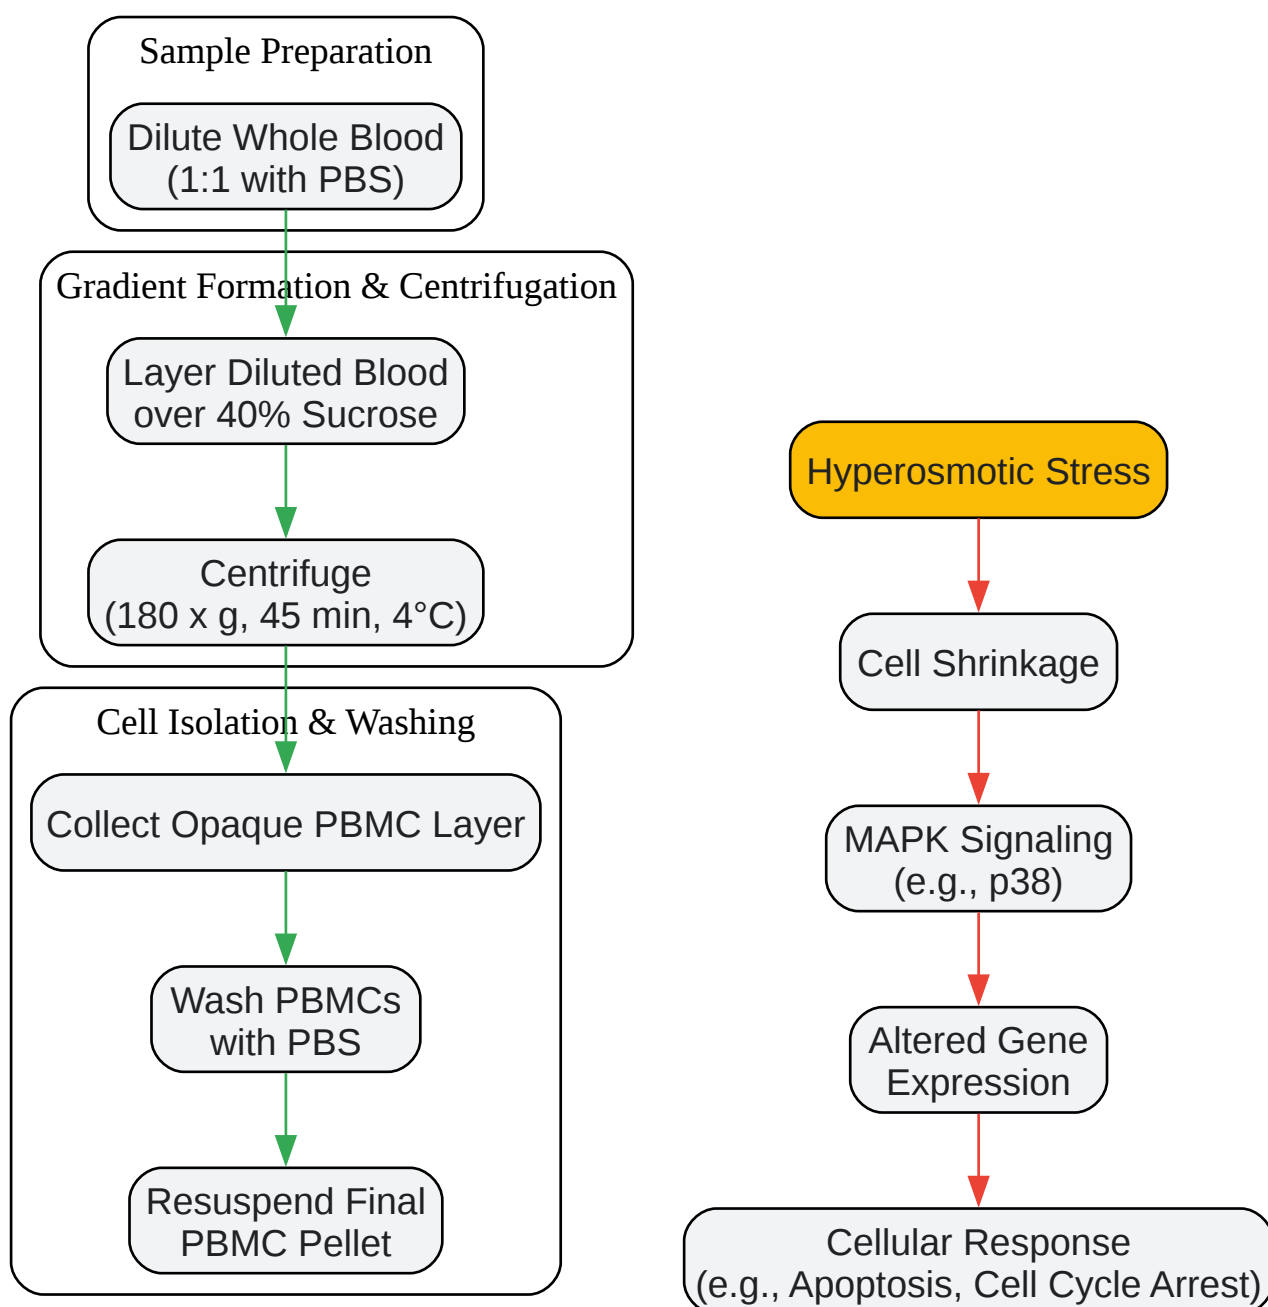 Sample Preparation
Dilute Whole Blood
(1:1 with PBS)
Gradient Formation & Centrifugation
Layer Diluted Blood
over 40% Sucrose
Centrifuge
(180 x g, 45 min, 4°C)
Cell Isolation & Washing
Collect Opaque PBMC Layer
Wash PBMCs
with PBS
Resuspend Final
PBMC Pellet
Hyperosmotic Stress
Cell Shrinkage
MAPK Signaling
(e.g., p38)
Altered Gene
Expression
Cellular Response
(e.g., Apoptosis, Cell Cycle Arrest)